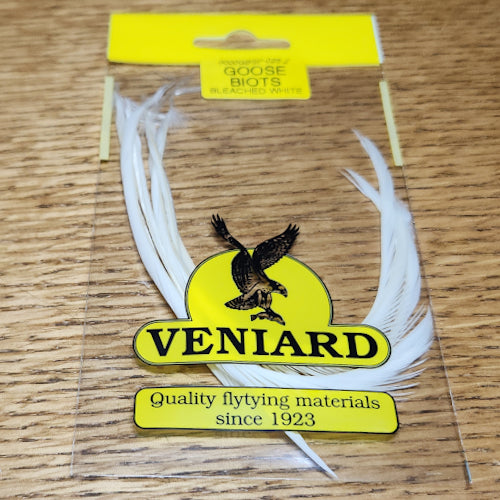 GOOSE
BIOTS
BLEACHED WHITE
VENIARD
Quality flytying materials
since 1923